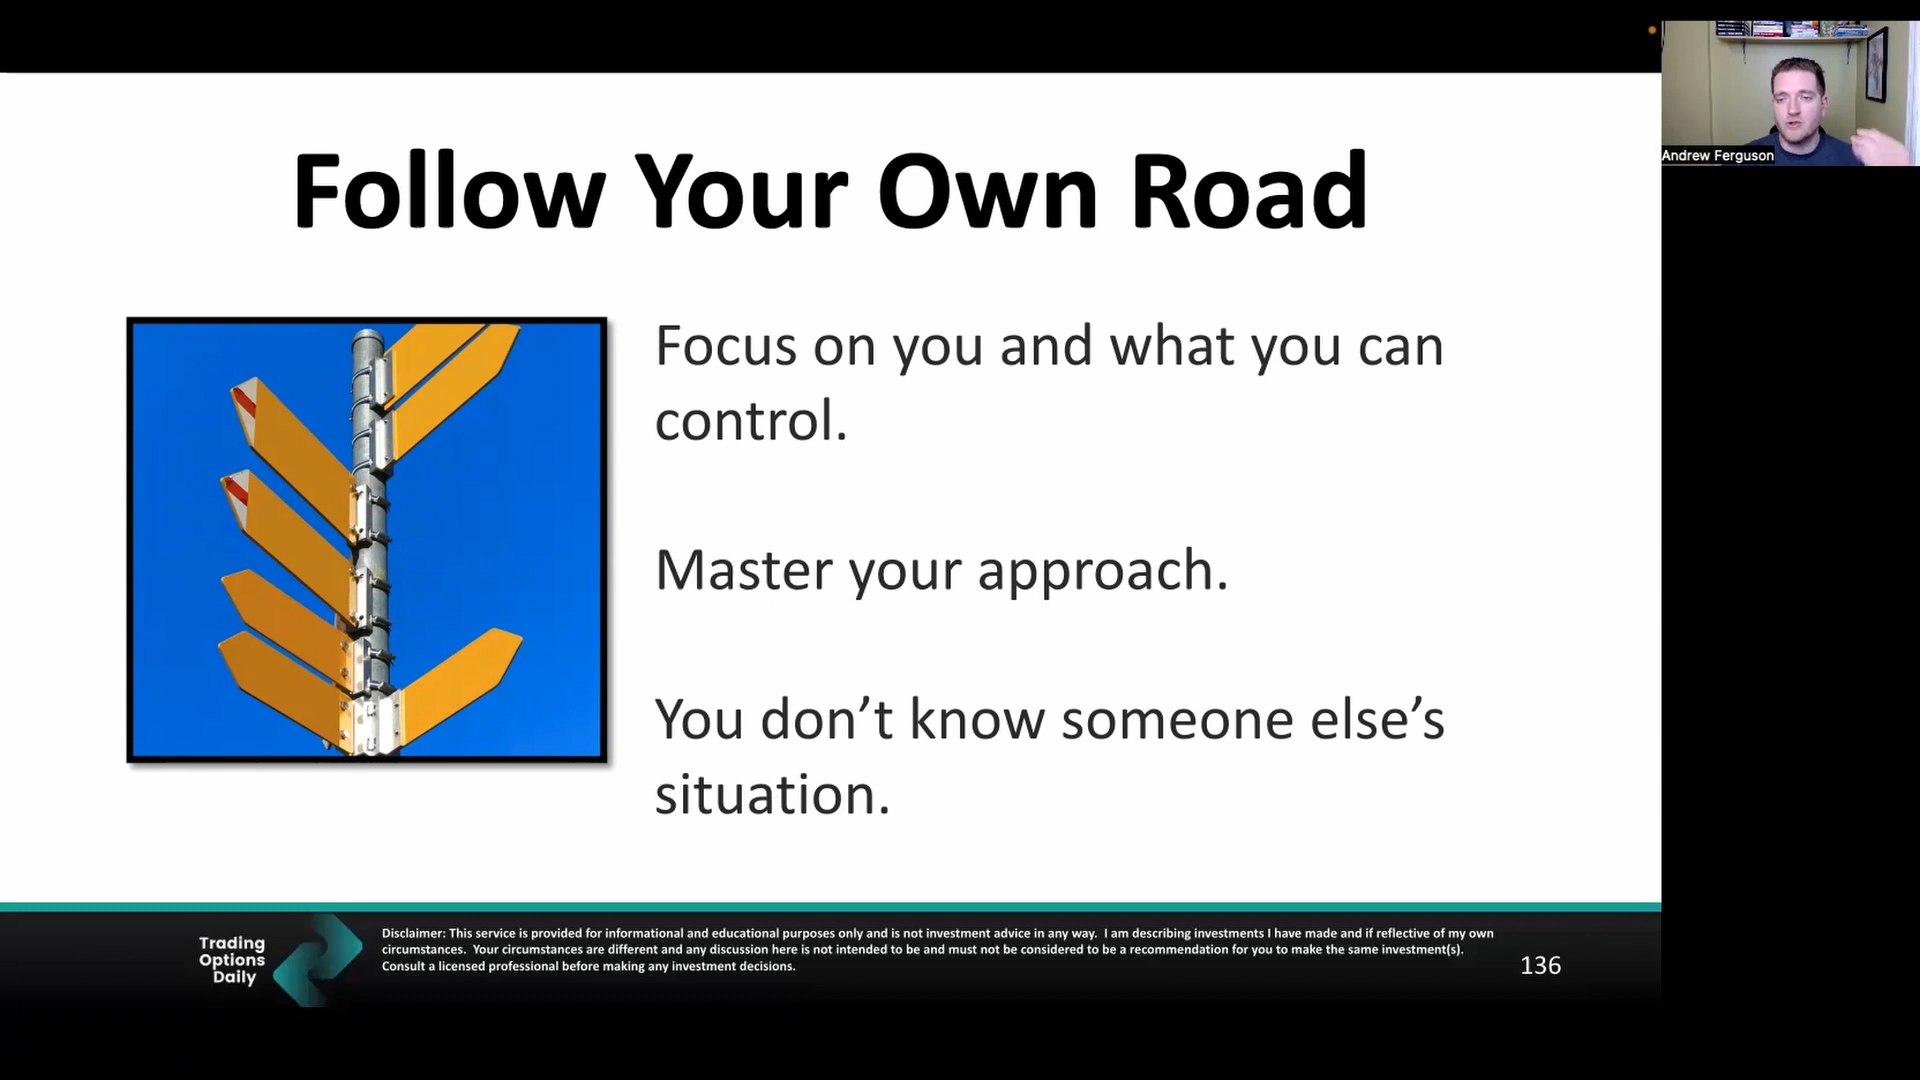 Andrew Ferguson
Follow Your Own Road
Focus on you and what you can
control.
Master your approach.
You don’t know someone else’s
situation.
Trading
Options
Daily
Disclaimer: This service is provided for informational and educational purposes only and is not investment advice in any way.  I am describing investments I have made and if reflective of my own
circumstances.  Your circumstances are different and any discussion here is not intended to be and must not be considered to be a recommendation for you to make the same investment(s).
Consult a licensed professional before making any investment decisions.
136